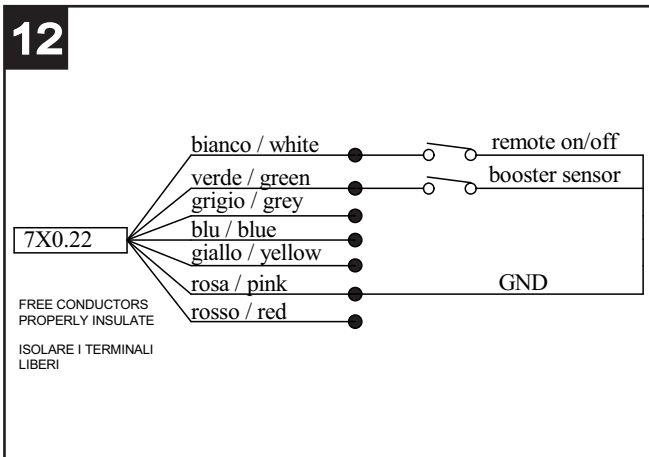 12
bianco / white
remote on/off
verde / green
booster sensor
grigio / grey
7X0.22
blu / blue
giallo / yellow
rosa / pink
GND
rosso / red
FREE CONDUCTORS
PROPERLY INSULATE
ISOLARE I TERMINALI
LIBERI